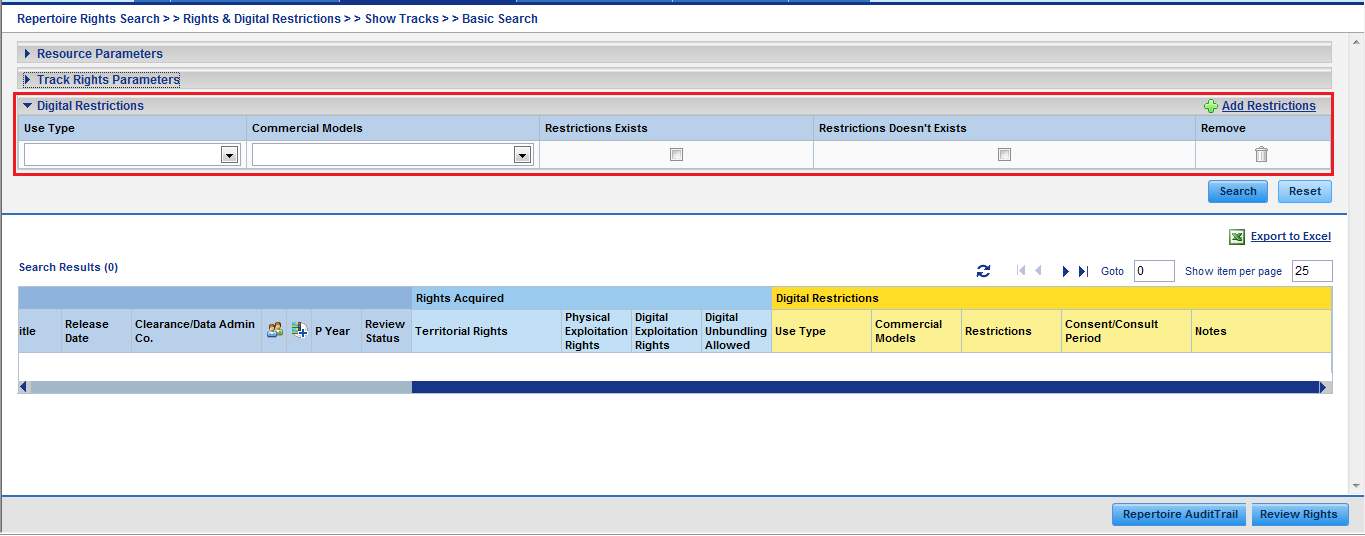 Repertoire Rights Search > > Rights & Digital Restrictions > > Show Tracks > > Basic Search
Resource Parameters
Track Rights Parameters
Digital Restrictions Add Restrictions
Use Type Commercial Models Restrictions Exists Restrictions Doesn't Exists Remove
Search Reset
Export to Excel
Search Results (0) Goto 0 Show item per page 25
Rights Acquired Digital Restrictions
itle Release Date Clearance/Data Admin Co. P Year Review Status Territorial Rights Physical Exploitation Rights Digital Exploitation Rights Digital Unbundling Allowed Use Type Commercial Models Restrictions Consent/Consult Period Notes
Repertoire AuditTrail Review Rights